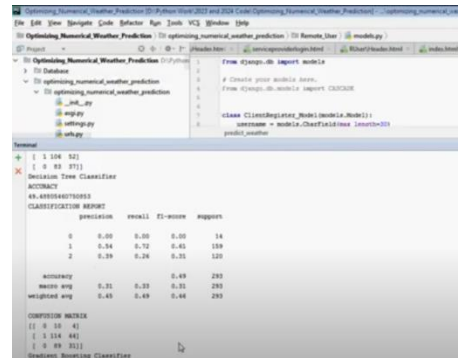 Optimizing_Numerical_Weather_Prediction
File Edit View Navigate Code Refactor Run Tools VCS Window Help
Optimizing_Numerical_Weather_Prediction optimizing_numerical_weather_prediction Remote_User models.py
Project
Optimizing_Numerical_Weather_Prediction
Database
optimizing_numerical_weather_prediction
optimizing_numerical_weather_prediction
__init__.py
settings.py
urls.py
from django.db import models
# Create your models here.
from django.db.models import CASCADE
class ClientRegister_Model(models.Model):
username = models.CharField(max_length=30)
predict_weather
Terminal
[ 1 106 52]
[ 0 83 37]]
Decision Tree Classifier
ACCURACY
CLASSIFICATION REPORT
precision recall f1-score support
0 0.00 0.00 0.00 14
1 0.54 0.72 0.61 159
2 0.39 0.26 0.31 120
accuracy 0.49 293
macro avg 0.31 0.33 0.31 293
weighted avg 0.45 0.49 0.46 293
CONFUSION MATRIX
[[ 0 10 4]
[ 1 114 44]
[ 0 89 31]]
Gradient Boosting Classifier